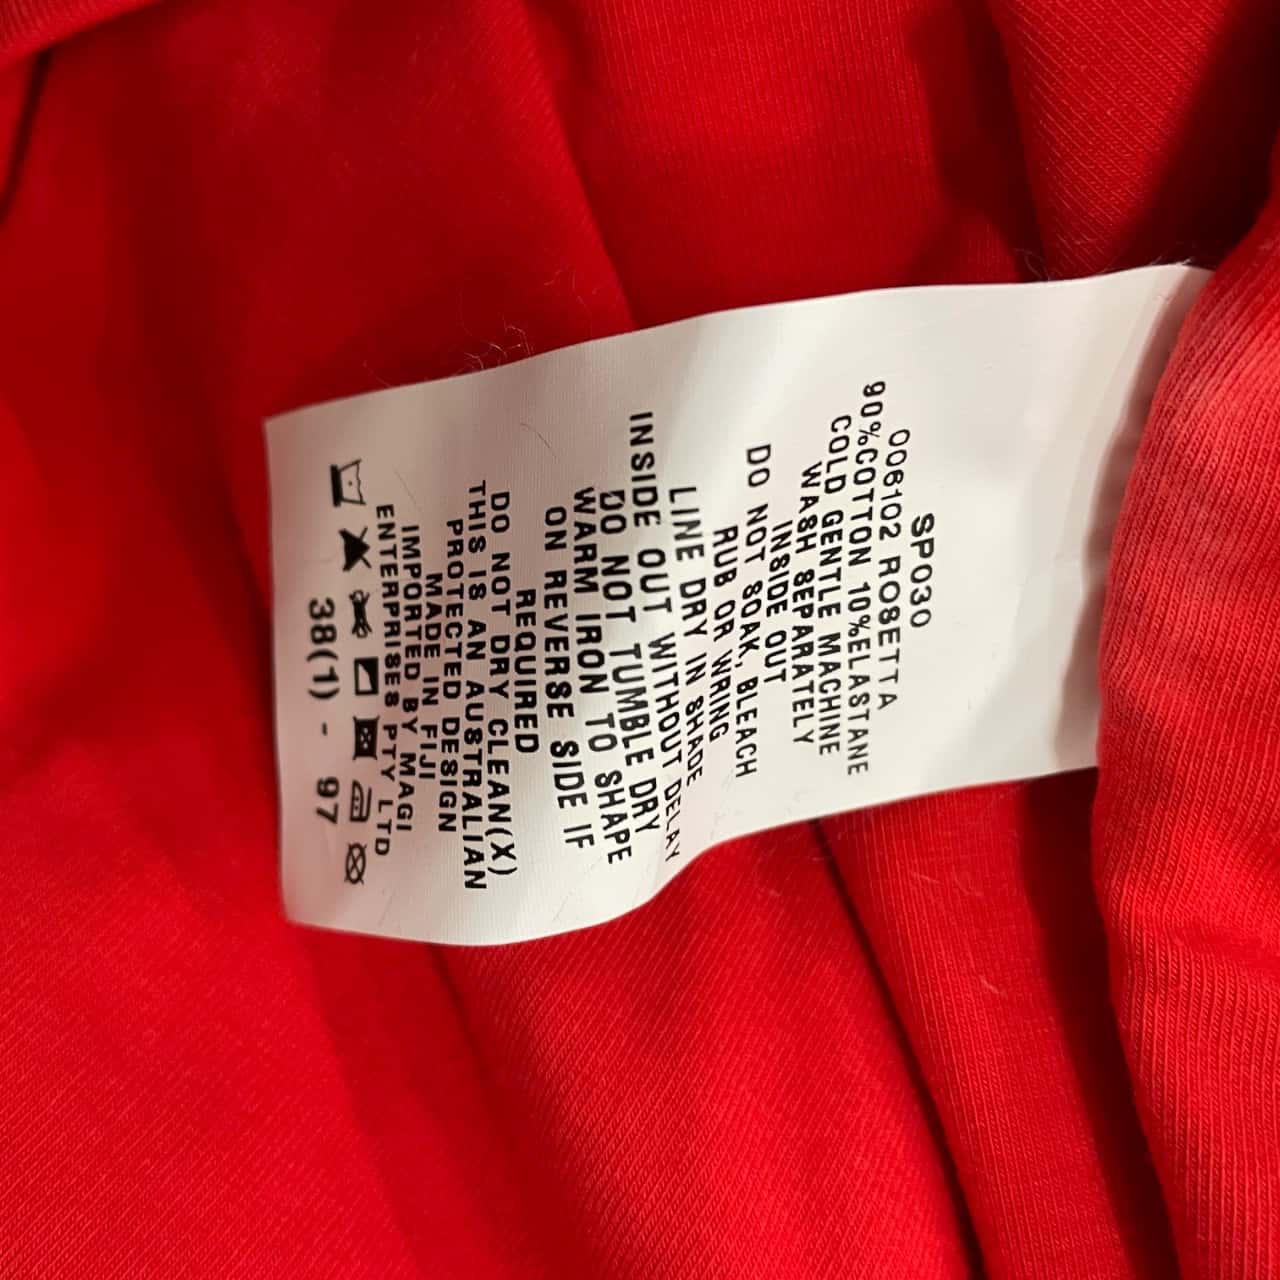 SP030
006102 ROSETTA
90%COTTON 10%ELASTANE
COLD GENTLE MACHINE
WASH SEPARATELY
INSIDE OUT
DO NOT SOAK, BLEACH
RUB OR WRING
LINE DRY IN SHADE
INSIDE OUT WITHOUT DELAY
DO NOT TUMBLE DRY
WARM IRON TO SHAPE
ON REVERSE SIDE IF
REQUIRED
DO NOT DRY CLEAN(X)
THIS IS AN AUSTRALIAN
PROTECTED DESIGN
MADE IN FIJI
IMPORTED BY MAGI
ENTERPRISES PTY LTD
38(1) - 97